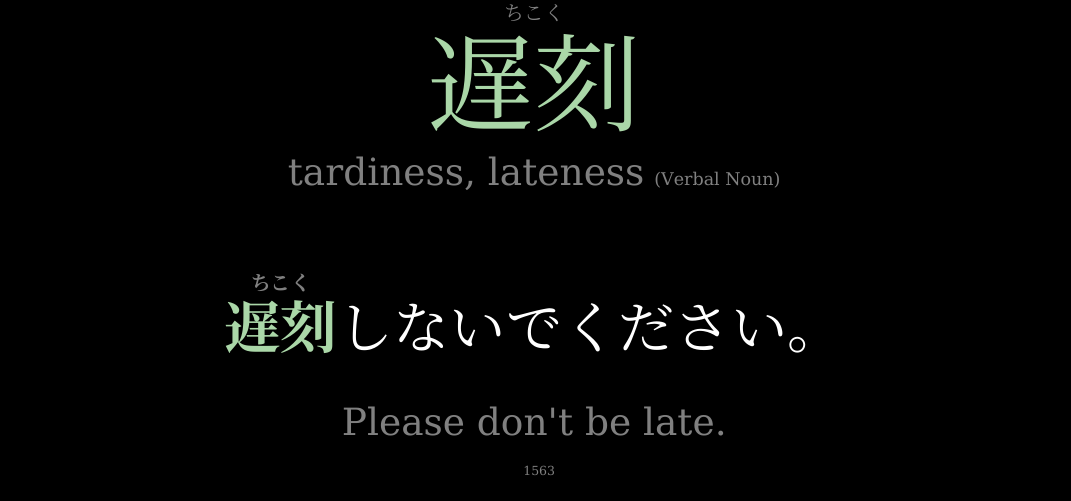 ちこく
遅刻
tardiness, lateness (Verbal Noun)
ちこく
遅刻しないでください。
Please don't be late.
1563